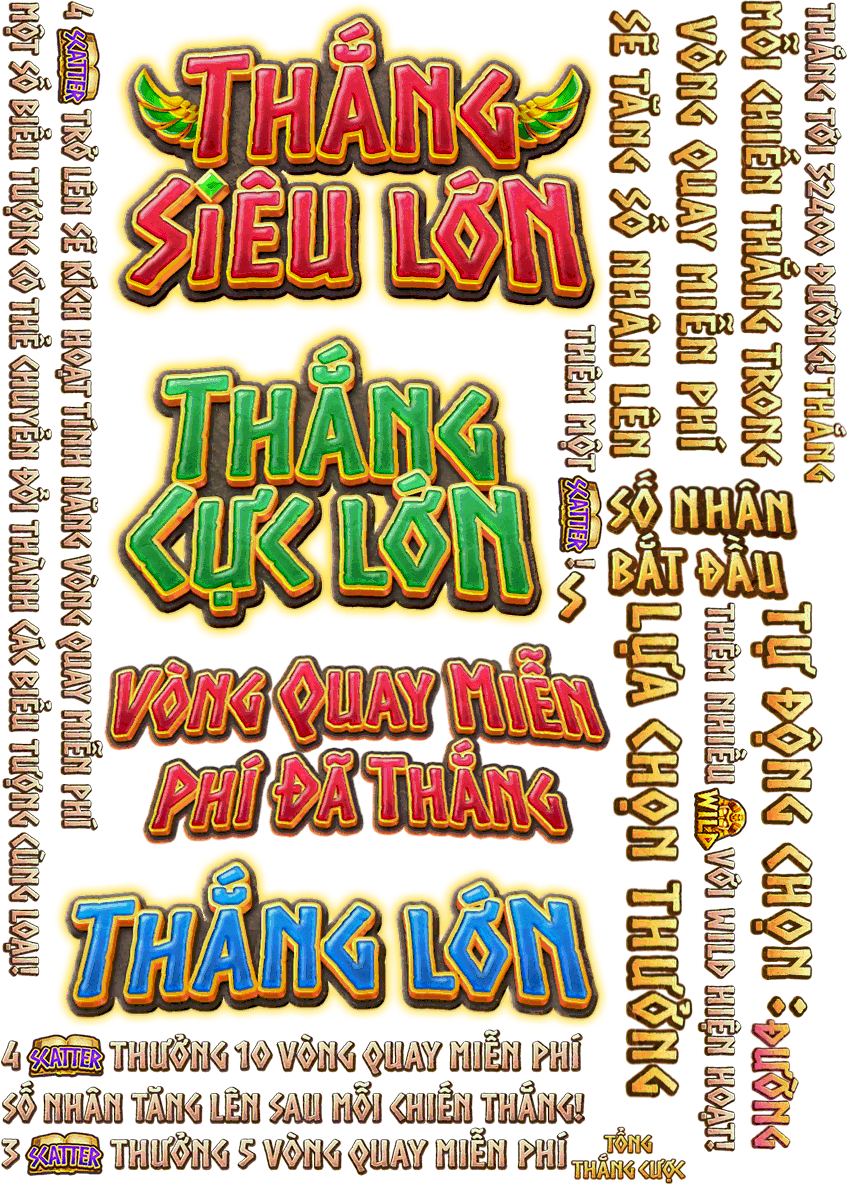 THẮNG
SIÊU LỚN
THẮNG
CỰC LỚN
VÒNG QUAY MIỄN
PHÍ ĐÃ THẮNG
THẮNG LỚN
4 SCATTER THƯỞNG 10 VÒNG QUAY MIỄN PHÍ
SỐ NHÂN TĂNG LÊN SAU MỖI CHIẾN THẮNG!
3 SCATTER THƯỞNG 5 VÒNG QUAY MIỄN PHÍ
TỔNG
THẮNG CƯỢC
4 SCATTER TRỞ LÊN SẼ KÍCH HOẠT TÍNH NĂNG VÒNG QUAY MIỄN PHÍ
MỘT SỐ BIỂU TƯỢNG CÓ THỂ CHUYỂN ĐỔI THÀNH CÁC BIỂU TƯỢNG CÙNG LOẠI!
THẮNG TỚI 32400 ĐƯỜNG!
THẮNG
MỖI CHIẾN THẮNG TRONG
VÒNG QUAY MIỄN PHÍ
SẼ TĂNG SỐ NHÂN LÊN
THÊM MỘT SCATTER !
S
SỐ NHÂN
BẮT ĐẦU
TỰ ĐỘNG CHỌN :
ĐƯỜNG
THÊM NHIỀU WILD VỚI WILD HIỆN HOẠT!
LỰA CHỌN THƯỞNG